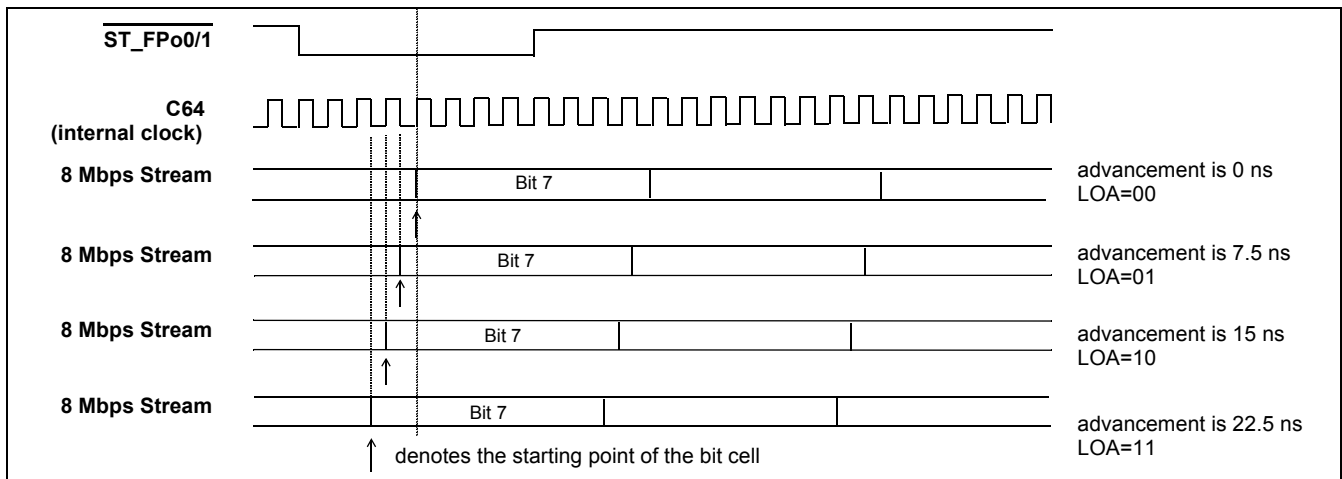 ST_FPo0/1
C64
(internal clock)
8 Mbps Stream
Bit 7
advancement is 0 ns
LOA=00
8 Mbps Stream
Bit 7
advancement is 7.5 ns
LOA=01
8 Mbps Stream
Bit 7
advancement is 15 ns
LOA=10
8 Mbps Stream
Bit 7
advancement is 22.5 ns
LOA=11
denotes the starting point of the bit cell